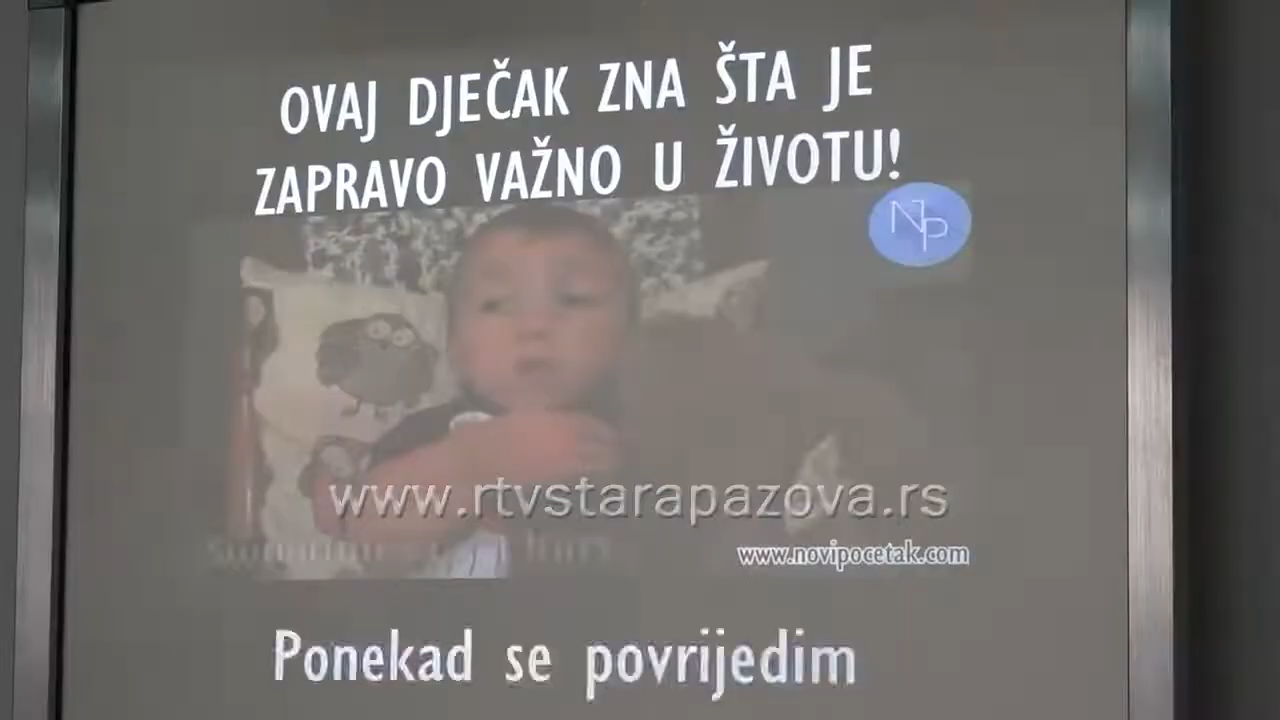 OVAJ DJEČAK ZNA ŠTA JE
ZAPRAVO VAŽNO U ŽIVOTU!
NP
www.rtvstarapazova.rs
www.novipocetak.com
Ponekad se povrijedim